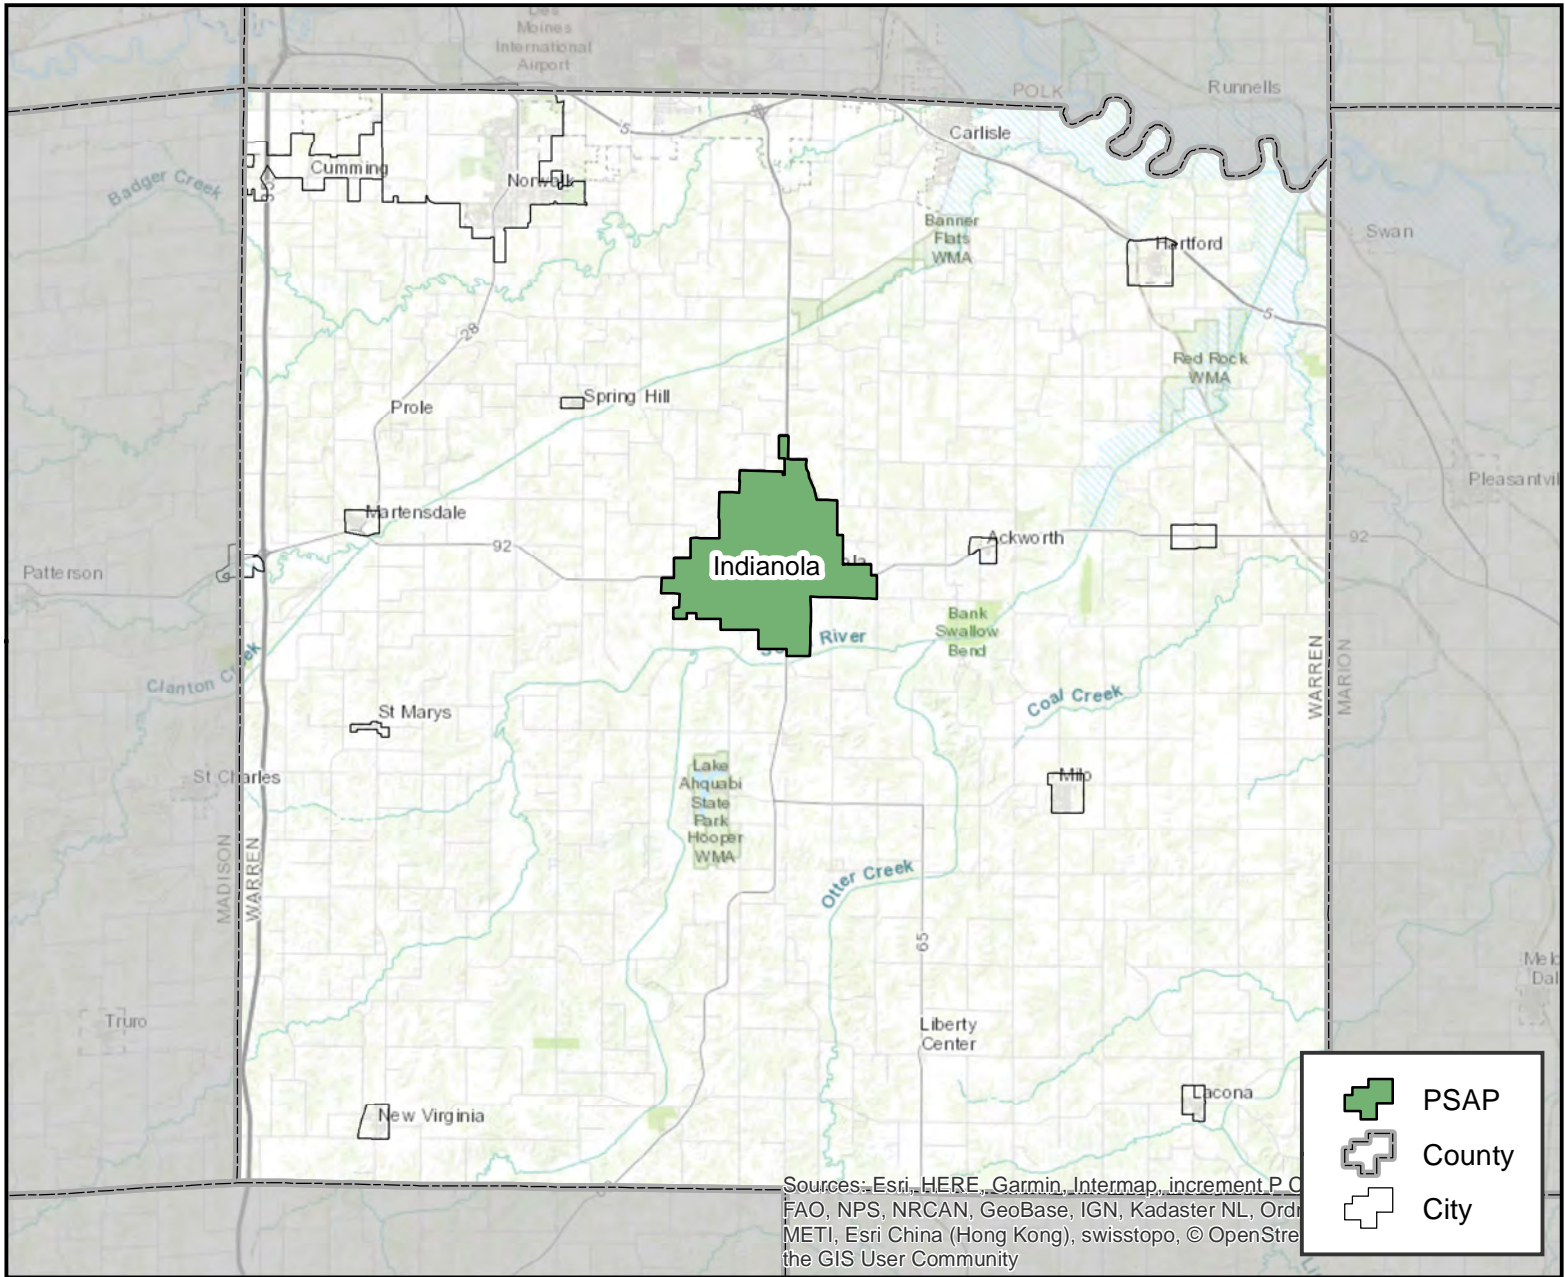 Des
Moines
International
Airport
POLK
Runnells
5
Carlisle
Cumming
Norwalk
Badger Creek
Banner
Flats
WMA
Swan
Hartford
5
28
Red Rock
WMA
Spring Hill
Prole
Martensdale
92
Ackworth
92
Indianola
Patterson
Bank
Swallow
Bend
River
WARREN
MARION
Clanton
Coal Creek
St Marys
St Charles
Lake
Ahquabi
State
Park
Hooper
WMA
Milo
MADISON
WARREN
Otter Creek
65
Truro
Liberty
Center
New Virginia
Lacona
PSAP
County
City
Sources: Esri, HERE, Garmin, Intermap, increment P
FAO, NPS, NRCAN, GeoBase, IGN, Kadaster NL,
METI, Esri China (Hong Kong), swisstopo, ©
the GIS User Community